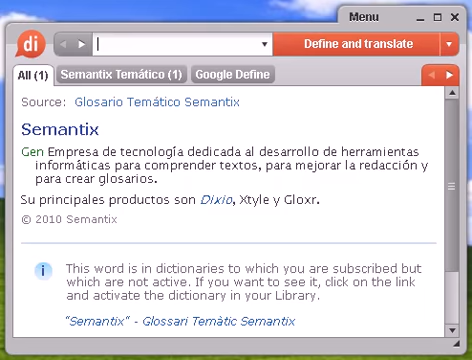 Menu
di
Define and translate
All (1)
Semantix Temático (1)
Google Define
Source: Glosario Temático Semantix
Semantix
Gen Empresa de tecnología dedicada al desarrollo de herramientas
informáticas para comprender textos, para mejorar la redacción y
para crear glosarios.
Su principales productos son Dixio, Xtyle y Gloxr.
© 2010 Semantix
i
This word is in dictionaries to which you are subscribed but
which are not active. If you want to see it, click on the link
and activate the dictionary in your Library.
"Semantix" - Glossari Temàtic Semantix